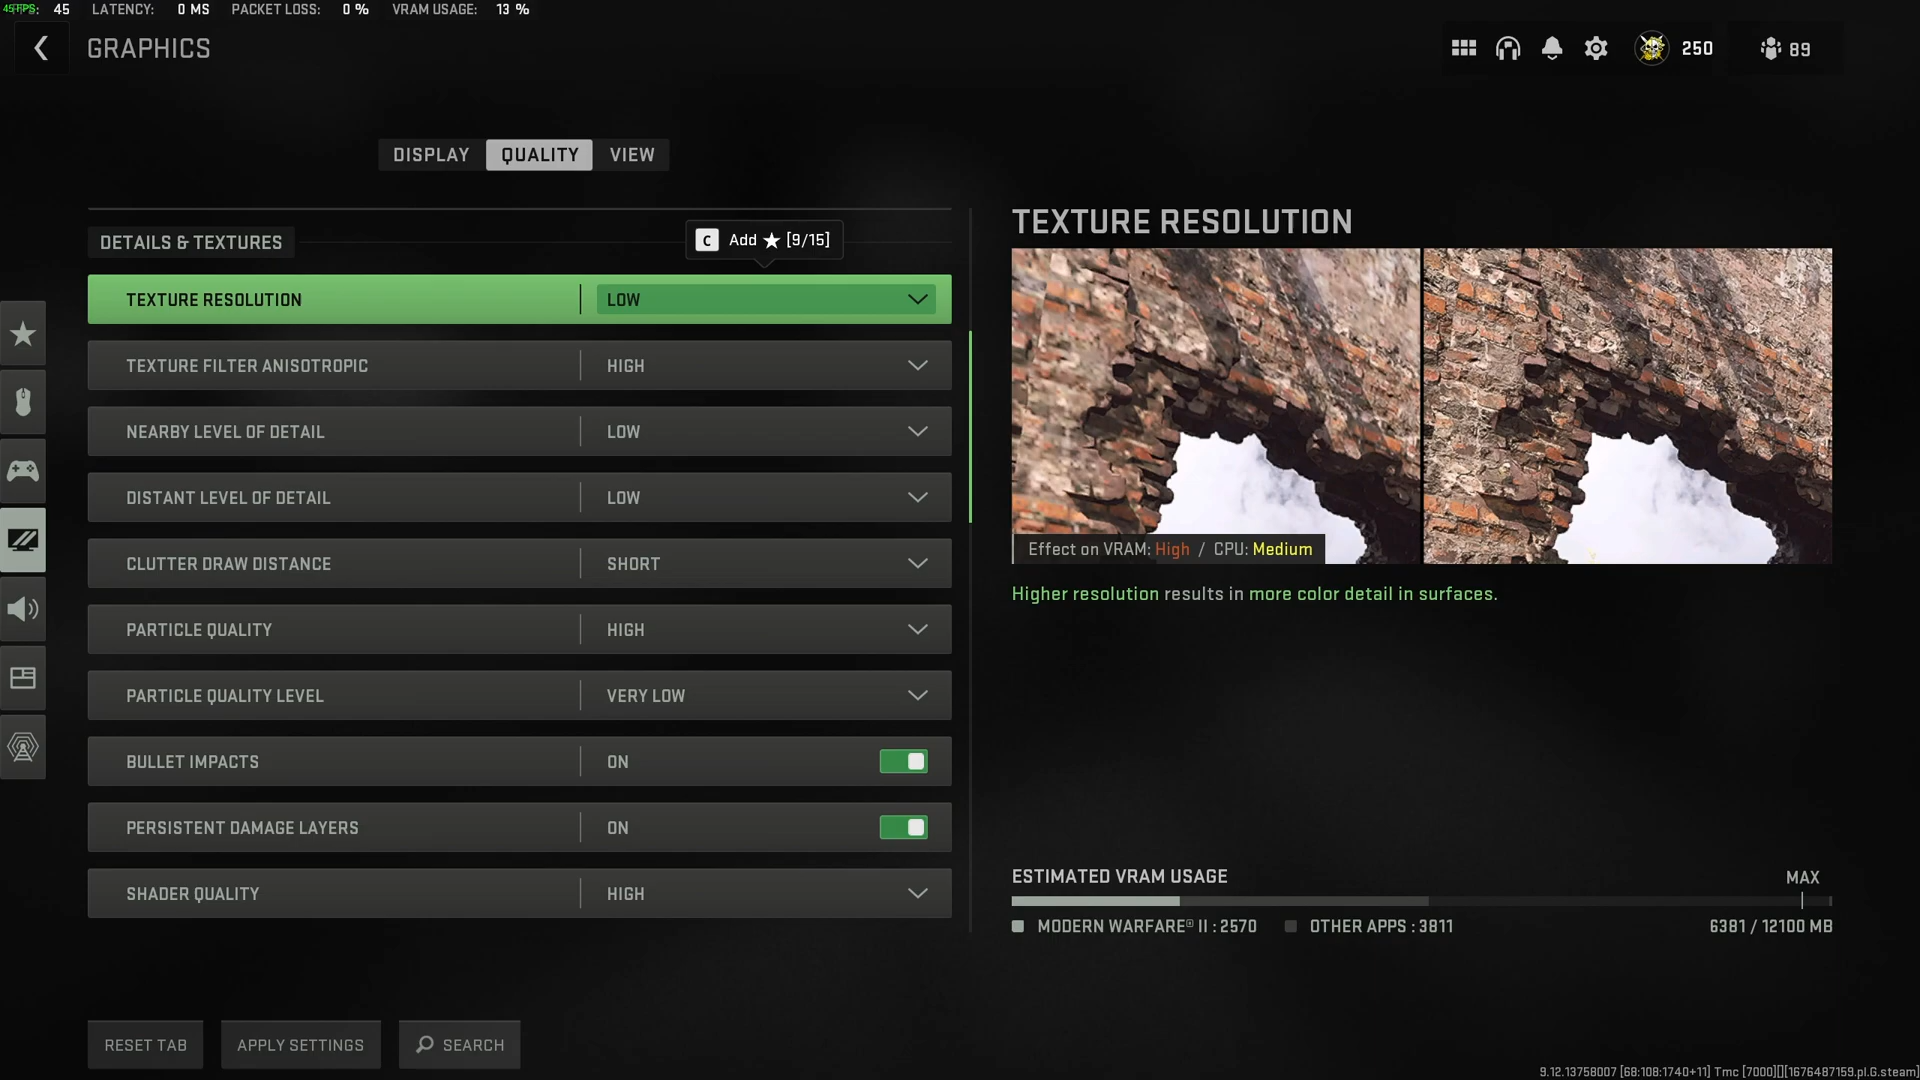 45 LATENCY: 0 MS PACKET LOSS: 0 % VRAM USAGE: 13 %
GRAPHICS
250
89
DISPLAY QUALITY VIEW
DETAILS & TEXTURES
C Add ★ [9/15]
TEXTURE RESOLUTION LOW
TEXTURE FILTER ANISOTROPIC HIGH
NEARBY LEVEL OF DETAIL LOW
DISTANT LEVEL OF DETAIL LOW
CLUTTER DRAW DISTANCE SHORT
PARTICLE QUALITY HIGH
PARTICLE QUALITY LEVEL VERY LOW
BULLET IMPACTS ON
PERSISTENT DAMAGE LAYERS ON
SHADER QUALITY HIGH
TEXTURE RESOLUTION
Effect on VRAM: High / CPU: Medium
Higher resolution results in more color detail in surfaces.
ESTIMATED VRAM USAGE MAX
MODERN WARFARE® II : 2570 OTHER APPS : 3811 6381 / 12100 MB
RESET TAB APPLY SETTINGS SEARCH
9.12.13758007 [68:108:1740+11] Tmc [7000][][1676487159.pl.G.steam]